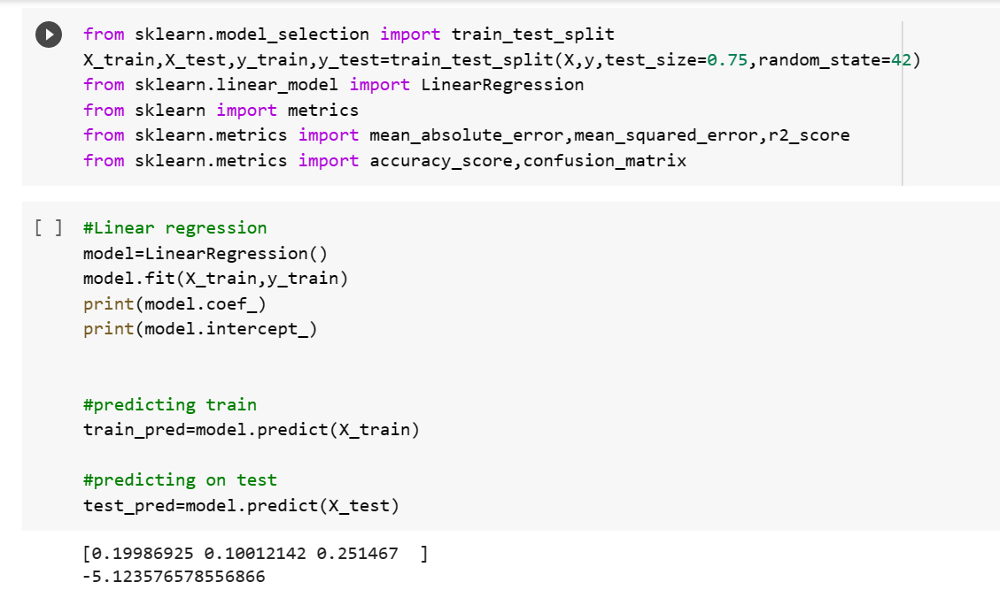 from sklearn.model_selection import train_test_split
X_train,X_test,y_train,y_test=train_test_split(X,y,test_size=0.75,random_state=42)
from sklearn.linear_model import LinearRegression
from sklearn import metrics
from sklearn.metrics import mean_absolute_error,mean_squared_error,r2_score
from sklearn.metrics import accuracy_score,confusion_matrix
[ ] #Linear regression
model=LinearRegression()
model.fit(X_train,y_train)
print(model.coef_)
print(model.intercept_)
#predicting train
train_pred=model.predict(X_train)
#predicting on test
test_pred=model.predict(X_test)
[0.19986925 0.10012142 0.251467  ]
-5.123576578556866